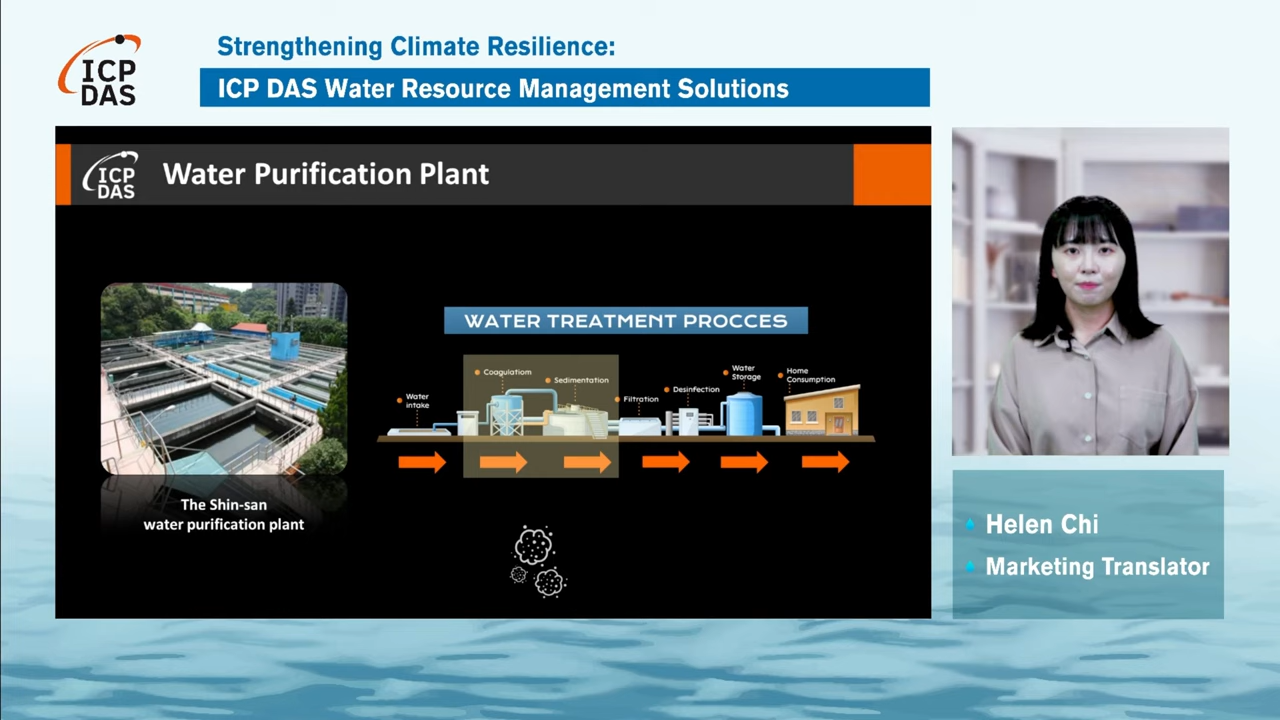 ICP
DAS
Strengthening Climate Resilience:
ICP DAS Water Resource Management Solutions
ICP
DAS
Water Purification Plant
WATER TREATMENT PROCCES
Water
intake
Coagulatiom
Sedimentation
Filtration
Desinfection
Water
Storage
Home
Consumption
The Shin-san
water purification plant
Helen Chi
Marketing Translator